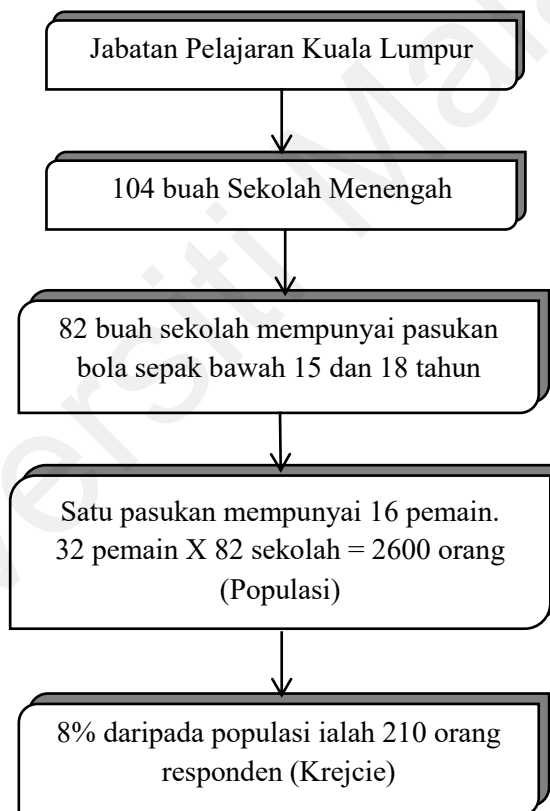 Jabatan Pelajaran Kuala Lumpur
104 buah Sekolah Menengah
82 buah sekolah mempunyai pasukan
bola sepak bawah 15 dan 18 tahun
Satu pasukan mempunyai 16 pemain.
32 pemain X 82 sekolah = 2600 orang
(Populasi)
8% daripada populasi ialah 210 orang
responden (Krejcie)